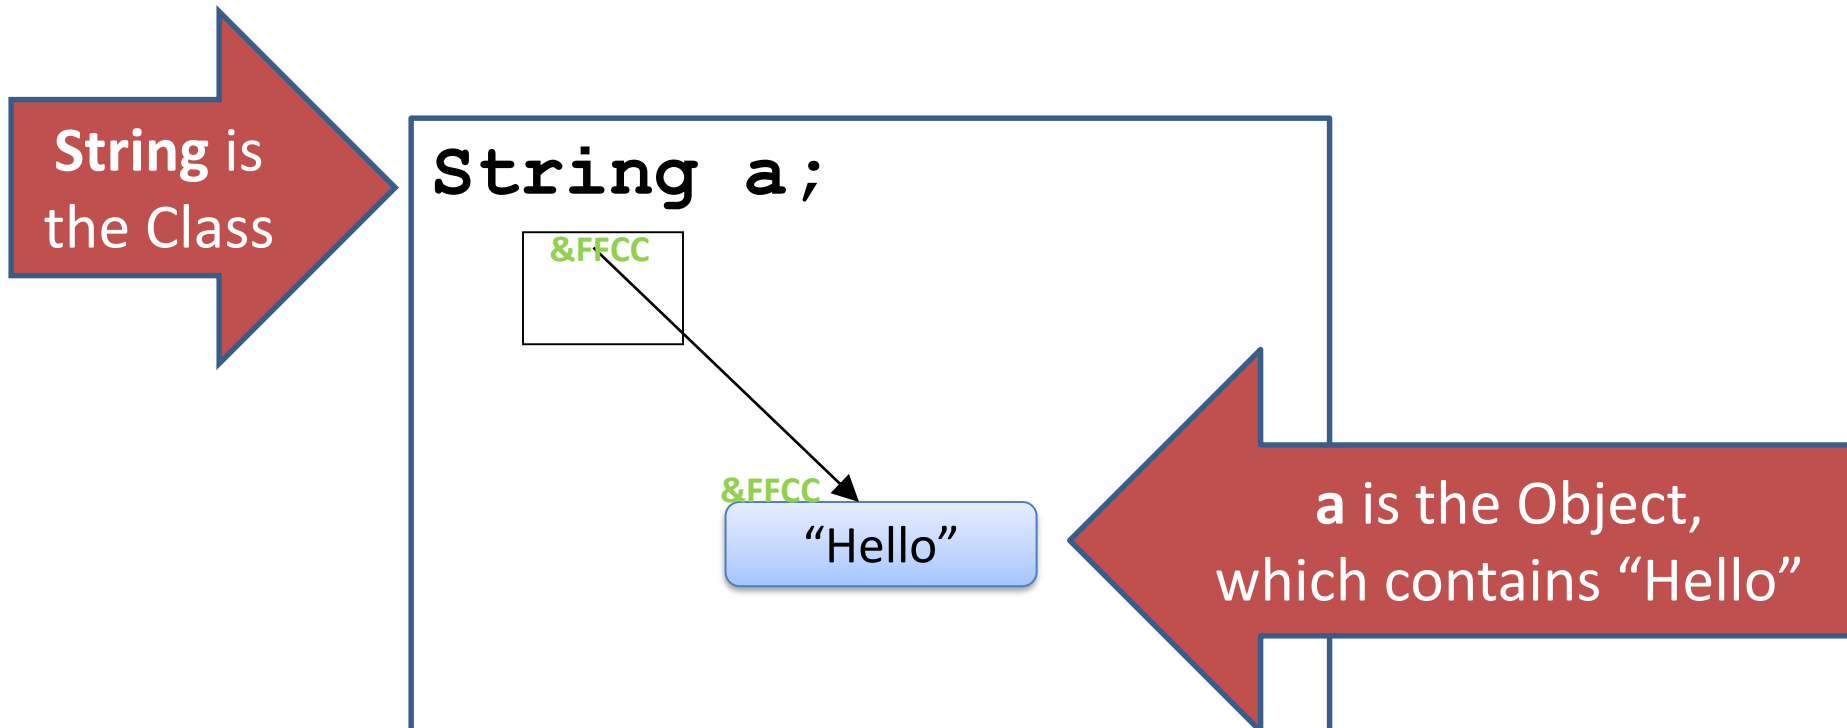 String is
the Class
String a;
&FFCC
&FFCC
“Hello”
a is the Object,
which contains “Hello”